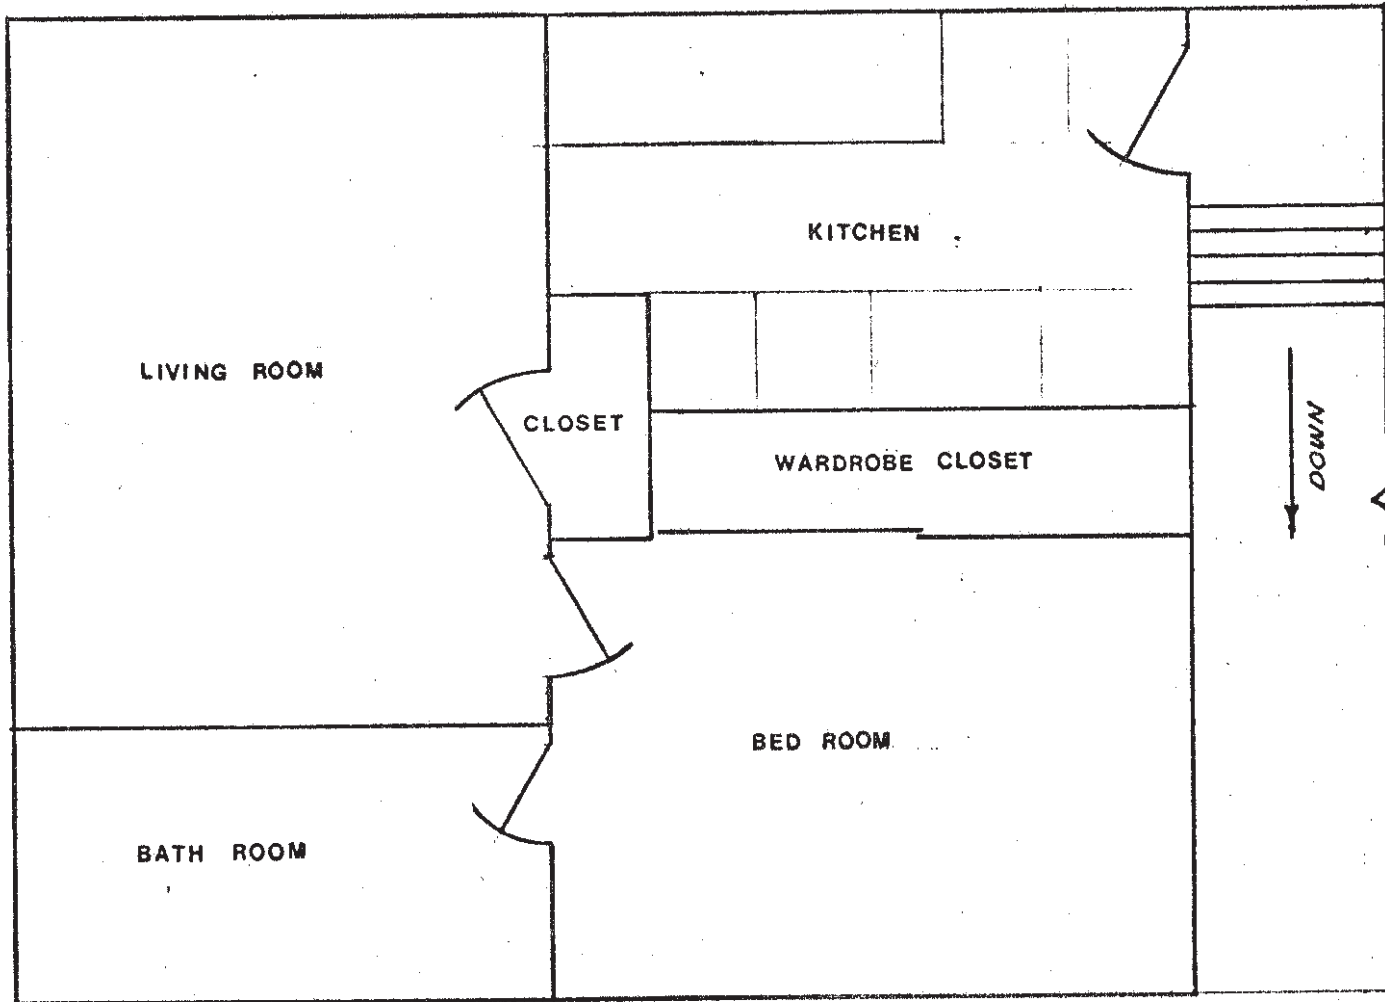 KITCHEN
LIVING ROOM
CLOSET
WARDROBE CLOSET
DOWN
BED ROOM
BATH ROOM